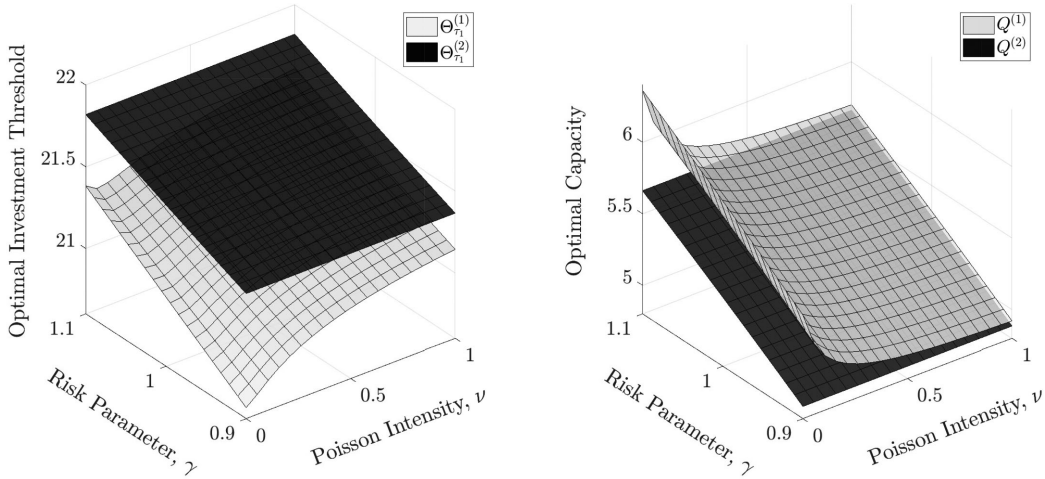 Θ_{τ₁}^{(1)}
Θ_{τ₁}^{(2)}
22
21.5
21
1.1
1
0.9
0
0.5
1
Optimal Investment Threshold
Risk Parameter, γ
Poisson Intensity, ν
Q^{(1)}
Q^{(2)}
6
5.5
5
1.1
1
0.9
0
0.5
1
Optimal Capacity
Risk Parameter, γ
Poisson Intensity, ν